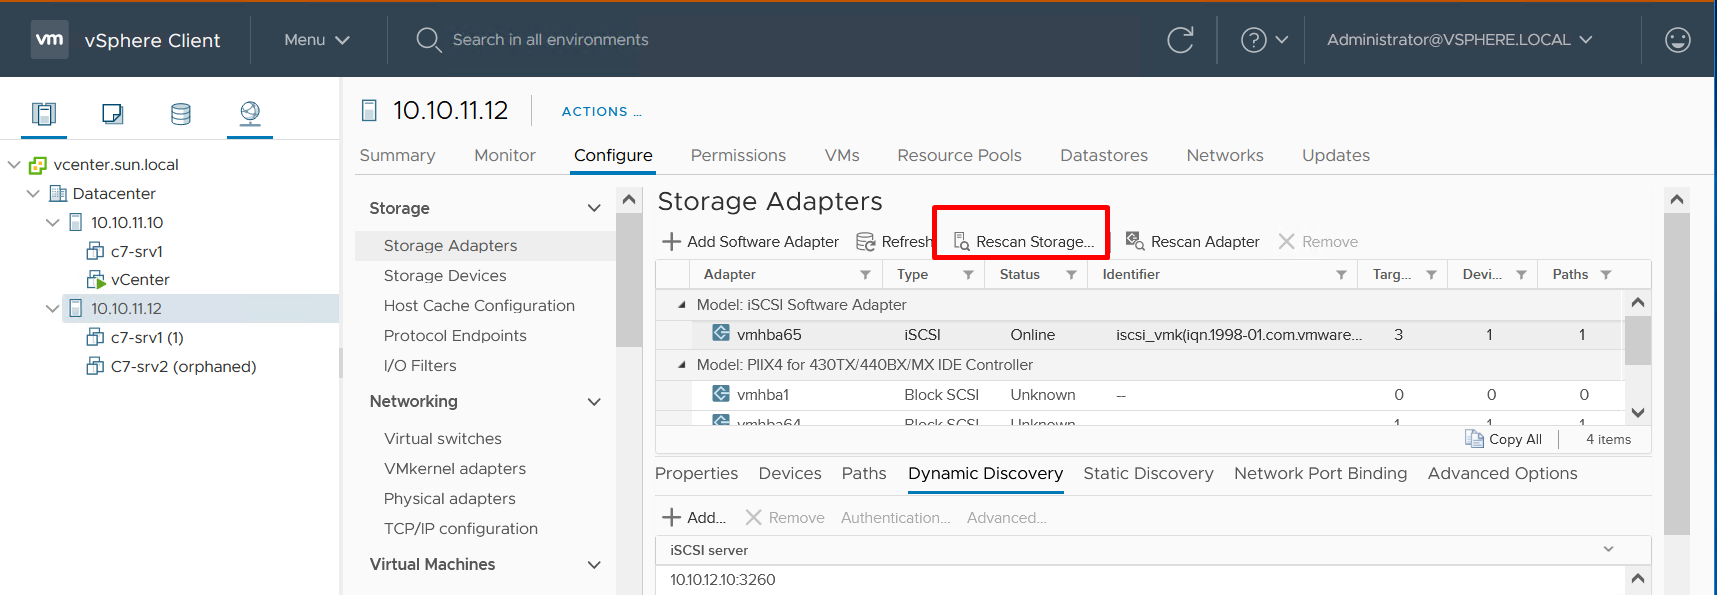 vm vSphere Client Menu Search in all environments Administrator@VSPHERE.LOCAL
vcenter.sun.local
Datacenter
10.10.11.10
c7-srv1
vCenter
10.10.11.12
c7-srv1 (1)
C7-srv2 (orphaned)
10.10.11.12 ACTIONS ...
Summary Monitor Configure Permissions VMs Resource Pools Datastores Networks Updates
Storage
Storage Adapters
Storage Devices
Host Cache Configuration
Protocol Endpoints
I/O Filters
Networking
Virtual switches
VMkernel adapters
Physical adapters
TCP/IP configuration
Virtual Machines
Storage Adapters
Add Software Adapter Refresh Rescan Storage... Rescan Adapter Remove
Adapter Type Status Identifier Targ... Devi... Paths
Model: iSCSI Software Adapter
vmhba65 iSCSI Online iscsi_vmk(iqn.1998-01.com.vmware... 3 1 1
Model: PIIX4 for 430TX/440BX/MX IDE Controller
vmhba1 Block SCSI Unknown -- 0 0 0
vmhba64 Block SCSI Unknown 1 1 1
Copy All 4 items
Properties Devices Paths Dynamic Discovery Static Discovery Network Port Binding Advanced Options
Add... Remove Authentication... Advanced...
iSCSI server
10.10.12.10:3260